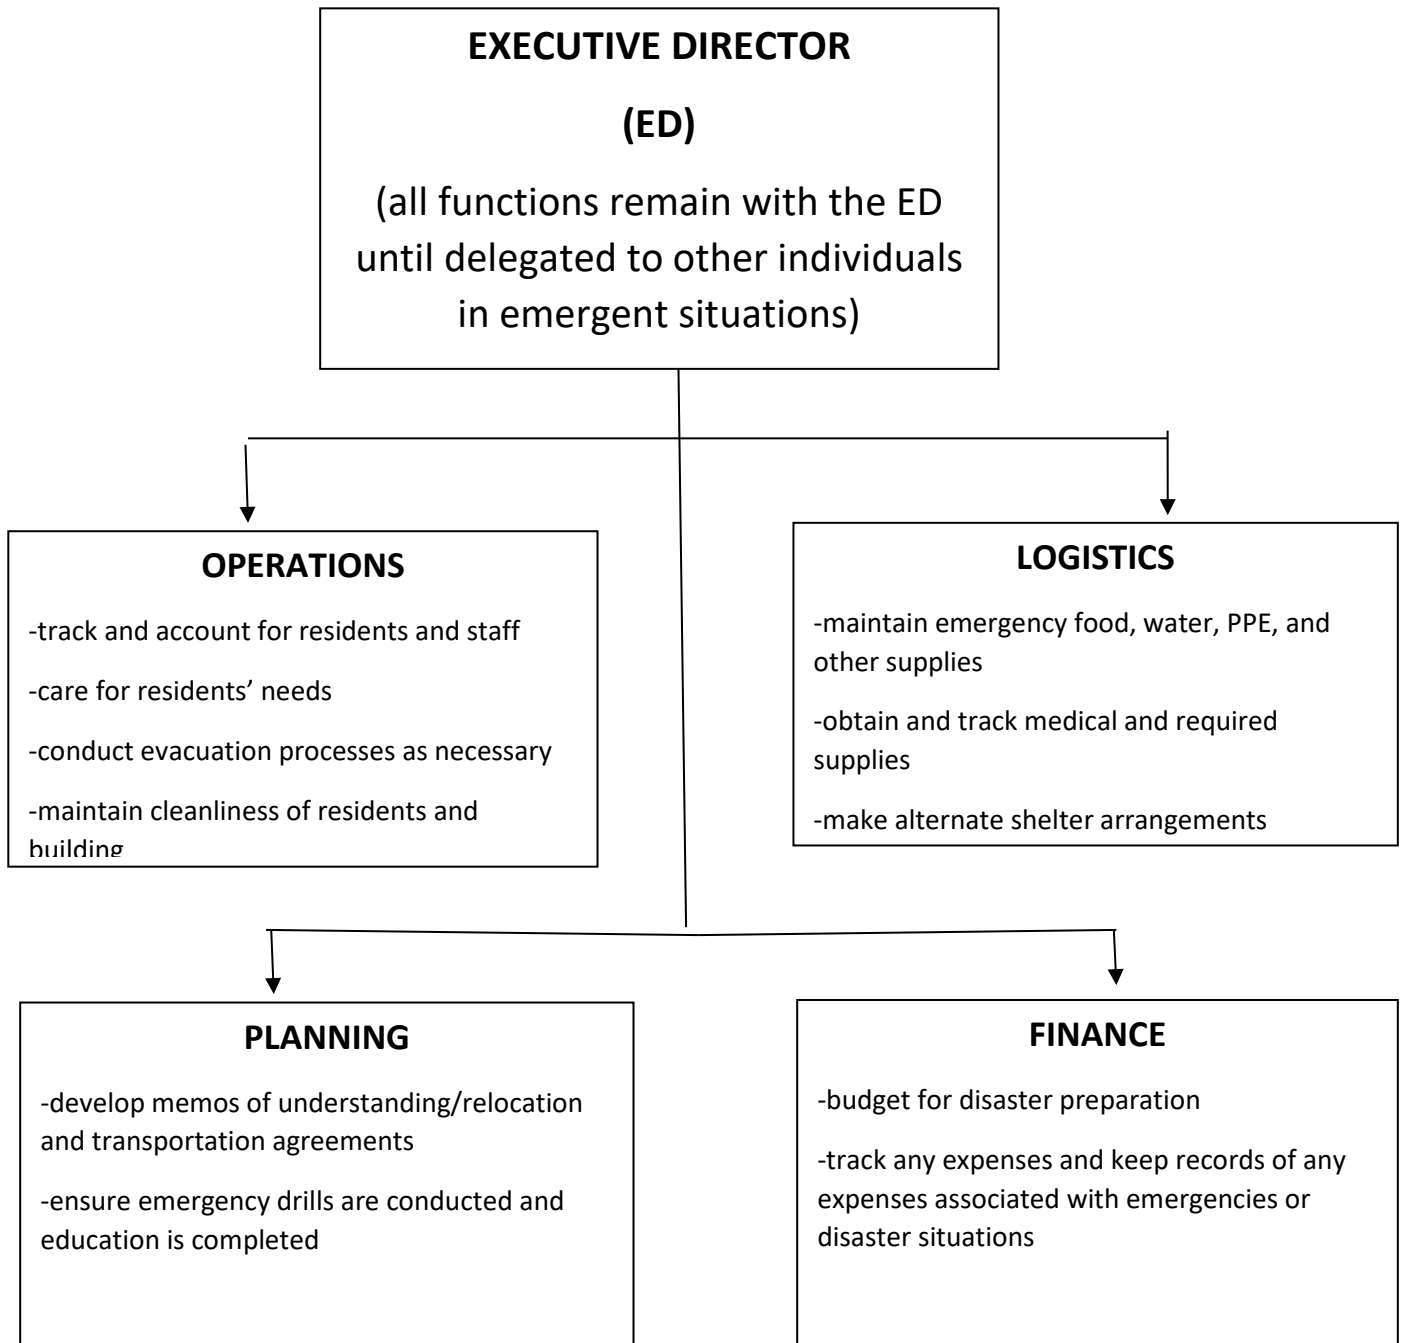 EXECUTIVE DIRECTOR
(ED)
(all functions remain with the ED
until delegated to other individuals
in emergent situations)
OPERATIONS
-track and account for residents and staff
-care for residents’ needs
-conduct evacuation processes as necessary
-maintain cleanliness of residents and
building
LOGISTICS
-maintain emergency food, water, PPE, and
other supplies
-obtain and track medical and required
supplies
-make alternate shelter arrangements
PLANNING
-develop memos of understanding/relocation
and transportation agreements
-ensure emergency drills are conducted and
education is completed
FINANCE
-budget for disaster preparation
-track any expenses and keep records of any
expenses associated with emergencies or
disaster situations